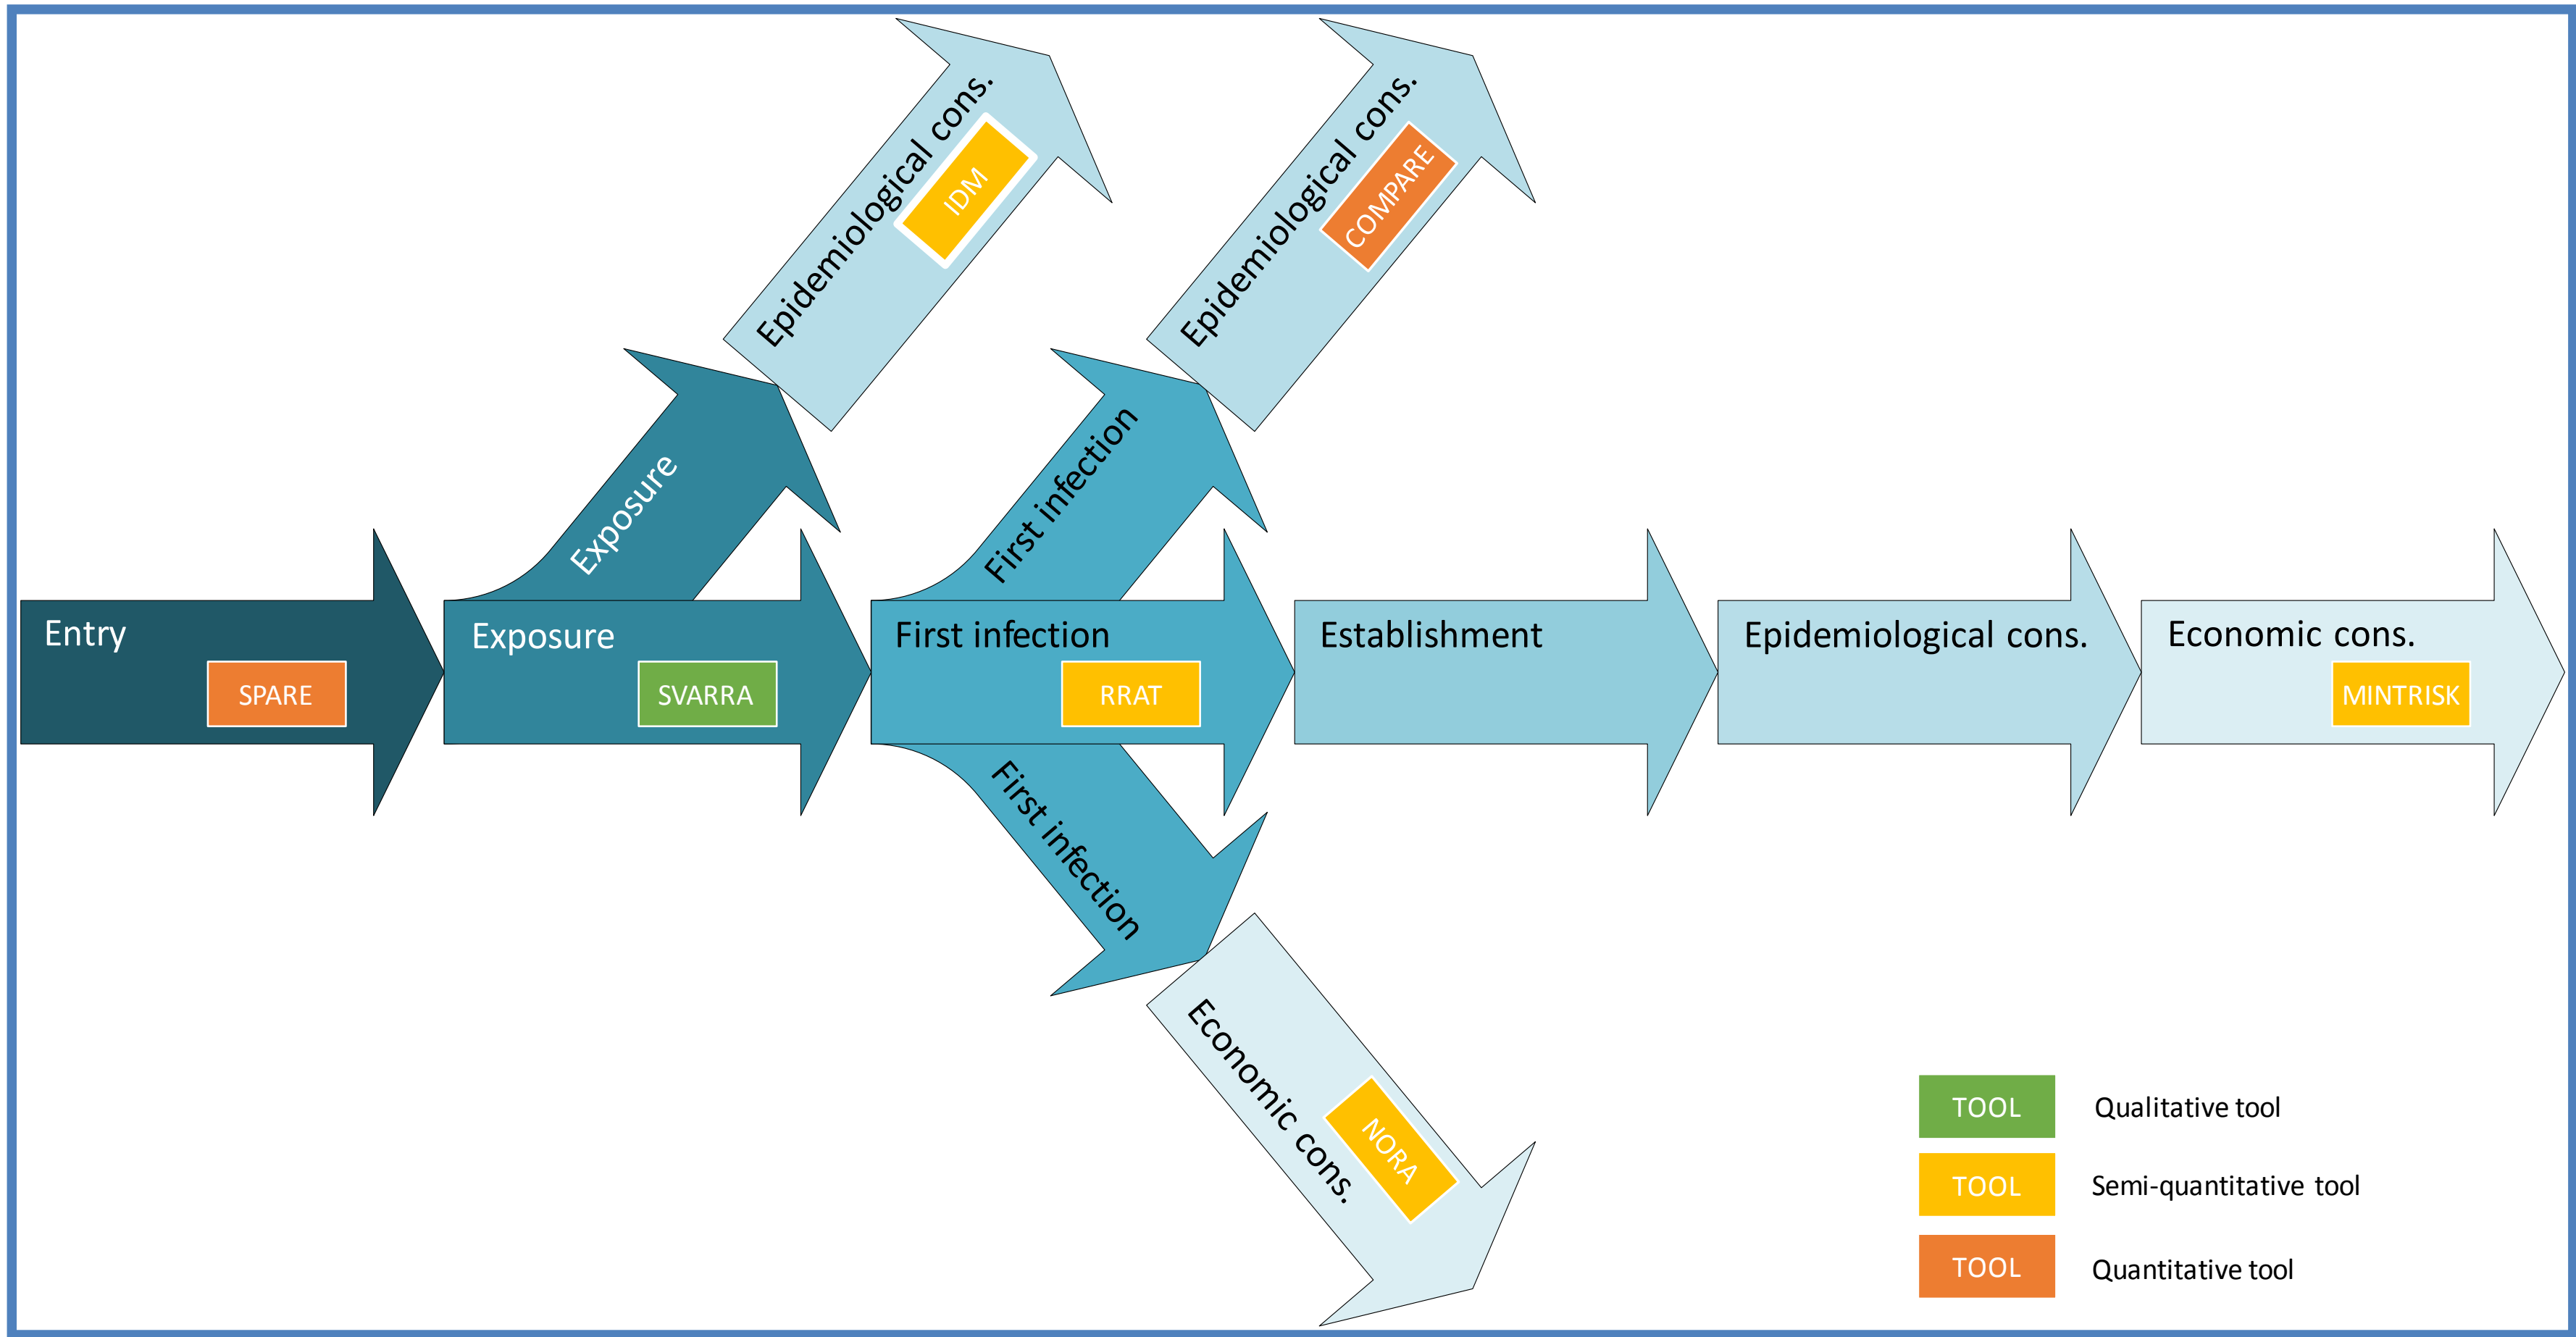 Epidemiological cons.
IDM
Epidemiological cons.
COMPARE
Exposure
First infection
Entry
SPARE
Exposure
SVARRA
First infection
RRAT
Establishment
Epidemiological cons.
Economic cons.
MINTRISK
First infection
Economic cons.
NORA
TOOL Qualitative tool
TOOL Semi-quantitative tool
TOOL Quantitative tool